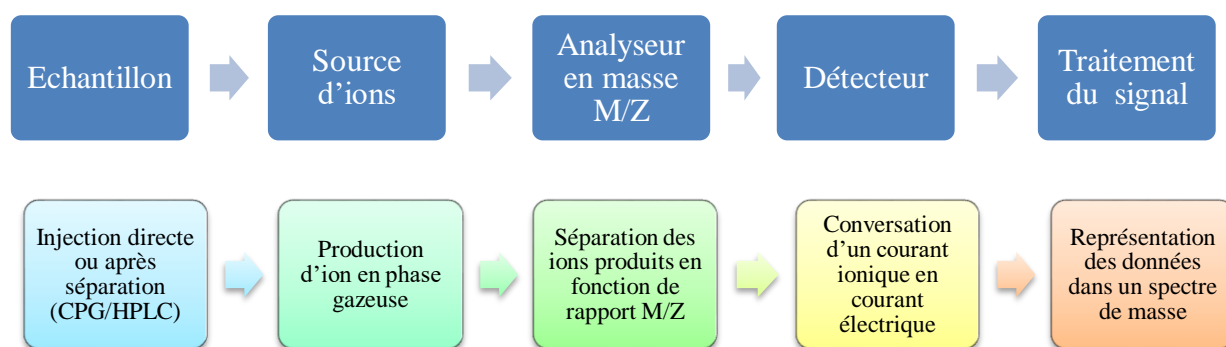 Echantillon
Source
d'ions
Analyseur
en masse
M/Z
Détecteur
Traitement
du signal
Injection directe
ou après
séparation
(CPG/HPLC)
Production
d'ion en phase
gazeuse
Séparation des
ions produits en
fonction de
rapport M/Z
Conversation
d'un courant
ionique en
courant
électrique
Représentation
des données
dans un spectre
de masse